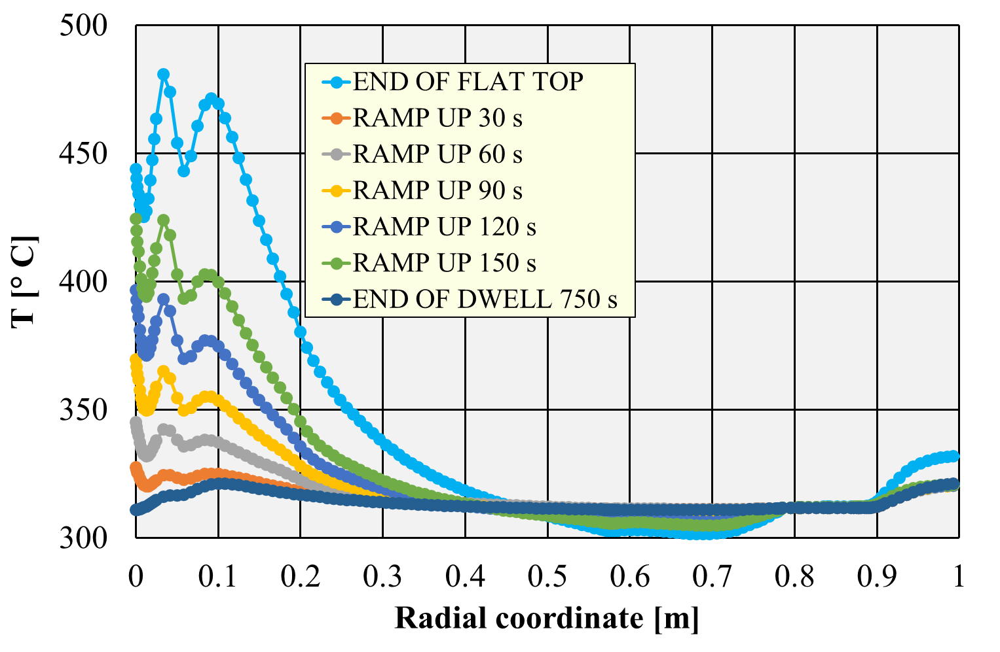 500
450
400
350
300
T [° C]
END OF FLAT TOP
RAMP UP 30 s
RAMP UP 60 s
RAMP UP 90 s
RAMP UP 120 s
RAMP UP 150 s
END OF DWELL 750 s
0 0.1 0.2 0.3 0.4 0.5 0.6 0.7 0.8 0.9 1
Radial coordinate [m]